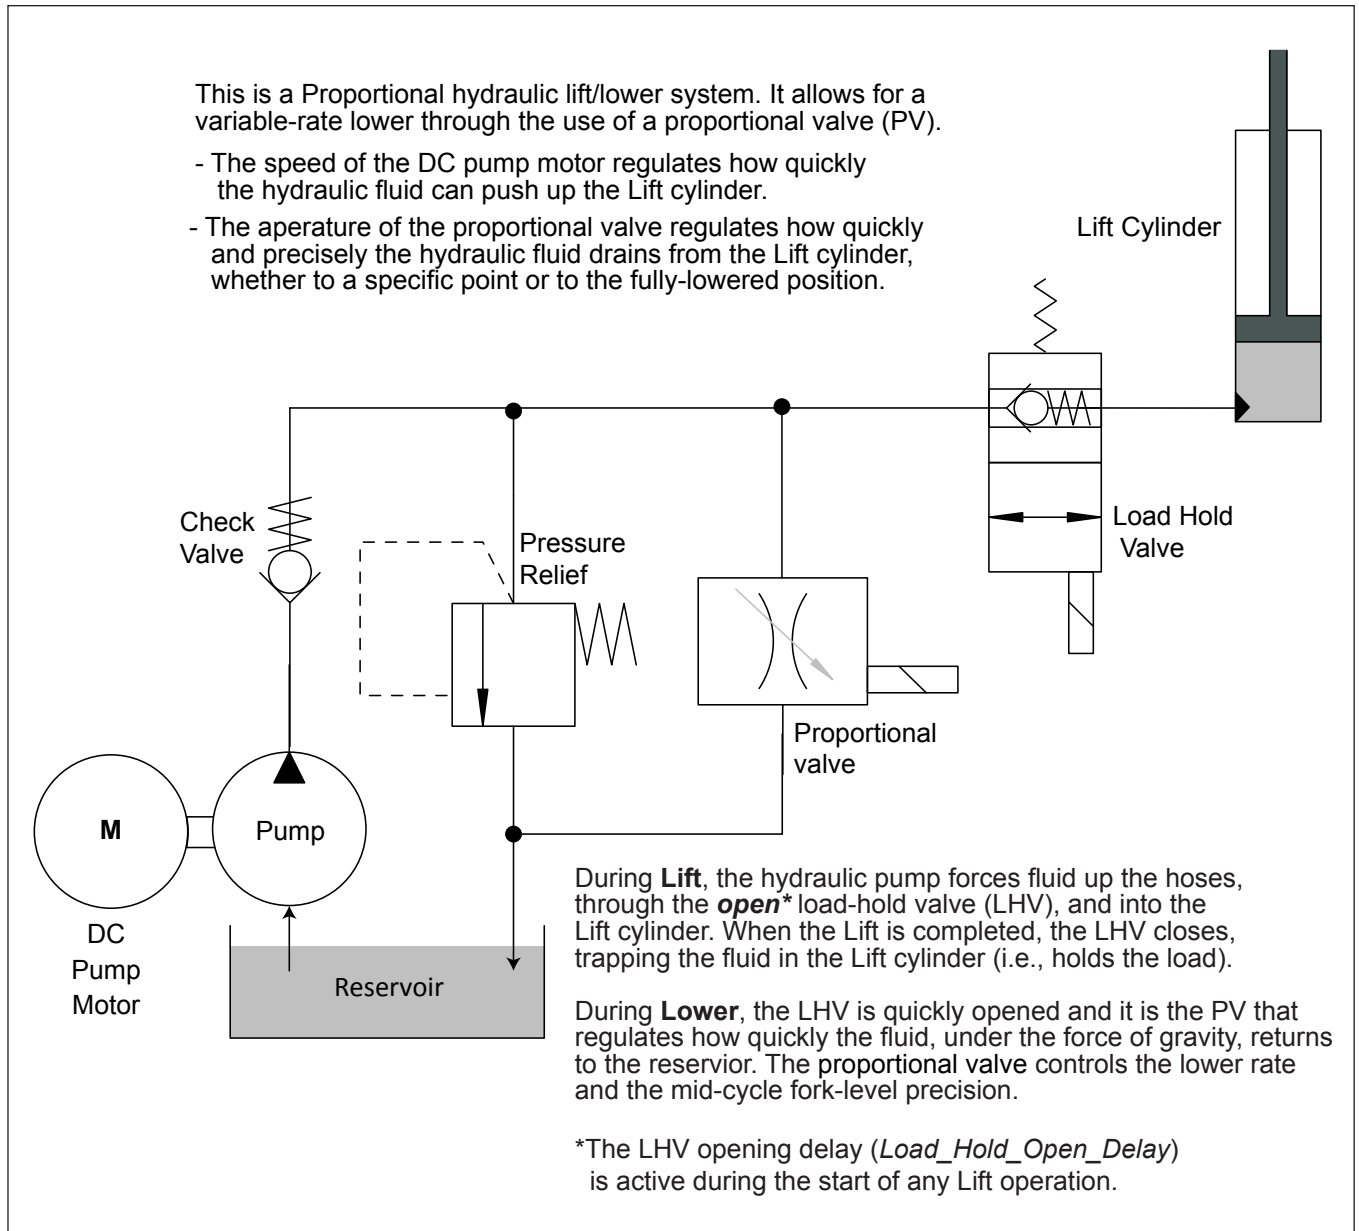 This is a Proportional hydraulic lift/lower system. It allows for a
variable-rate lower through the use of a proportional valve (PV).
- The speed of the DC pump motor regulates how quickly
the hydraulic fluid can push up the Lift cylinder.
- The aperature of the proportional valve regulates how quickly
and precisely the hydraulic fluid drains from the Lift cylinder,
whether to a specific point or to the fully-lowered position.
Lift Cylinder
Check
Valve
Pressure
Relief
Load Hold
Valve
Proportional
valve
M
Pump
DC
Pump
Motor
Reservoir
During Lift, the hydraulic pump forces fluid up the hoses,
through the open* load-hold valve (LHV), and into the
Lift cylinder. When the Lift is completed, the LHV closes,
trapping the fluid in the Lift cylinder (i.e., holds the load).
During Lower, the LHV is quickly opened and it is the PV that
regulates how quickly the fluid, under the force of gravity, returns
to the reservior. The proportional valve controls the lower rate
and the mid-cycle fork-level precision.
*The LHV opening delay (Load_Hold_Open_Delay)
is active during the start of any Lift operation.